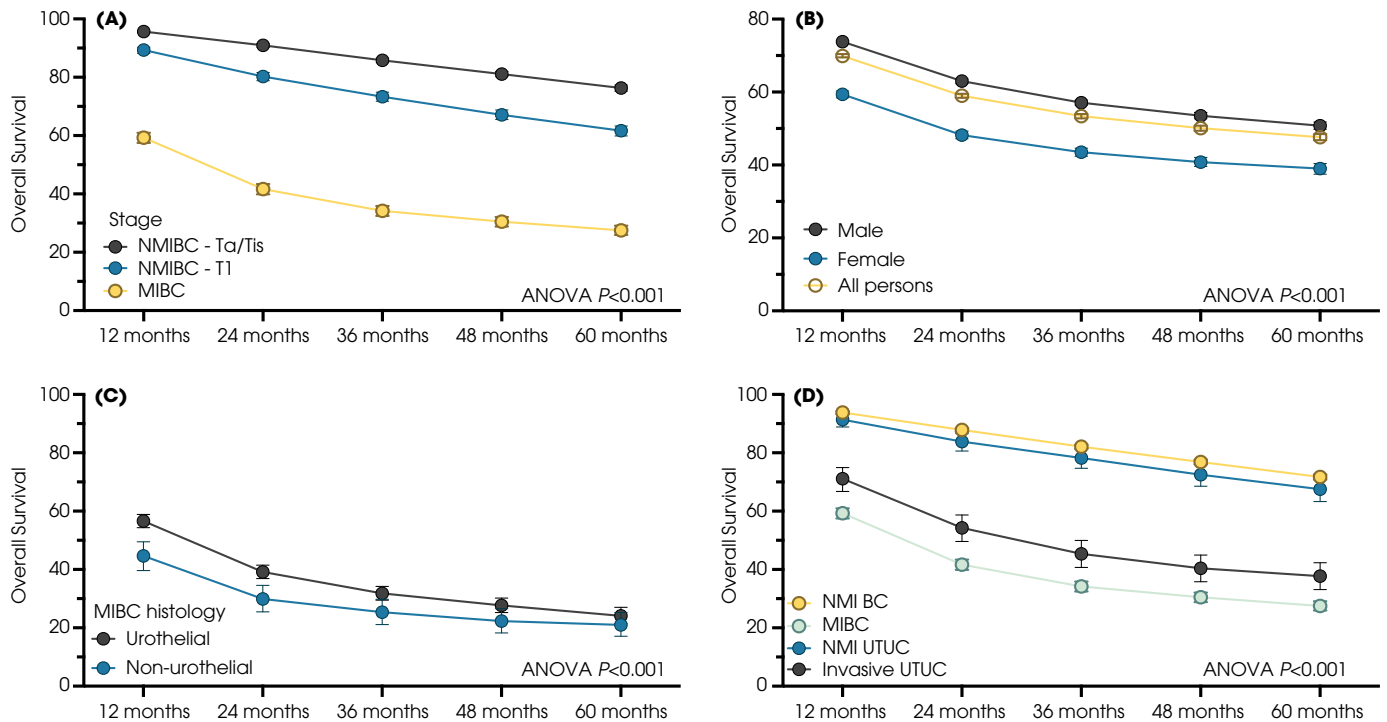 (A)
Overall Survival
100
80
60
40
20
0
Stage
NMIBC - Ta/Tis
NMIBC - T1
MIBC
ANOVA P<0.001
12 months
24 months
36 months
48 months
60 months
(B)
Overall Survival
80
60
40
20
0
Male
Female
All persons
ANOVA P<0.001
12 months
24 months
36 months
48 months
60 months
(C)
Overall Survival
100
80
60
40
20
0
MIBC histology
Urothelial
Non-urothelial
ANOVA P<0.001
12 months
24 months
36 months
48 months
60 months
(D)
Overall Survival
100
80
60
40
20
0
NMI BC
MIBC
NMI UTUC
Invasive UTUC
ANOVA P<0.001
12 months
24 months
36 months
48 months
60 months